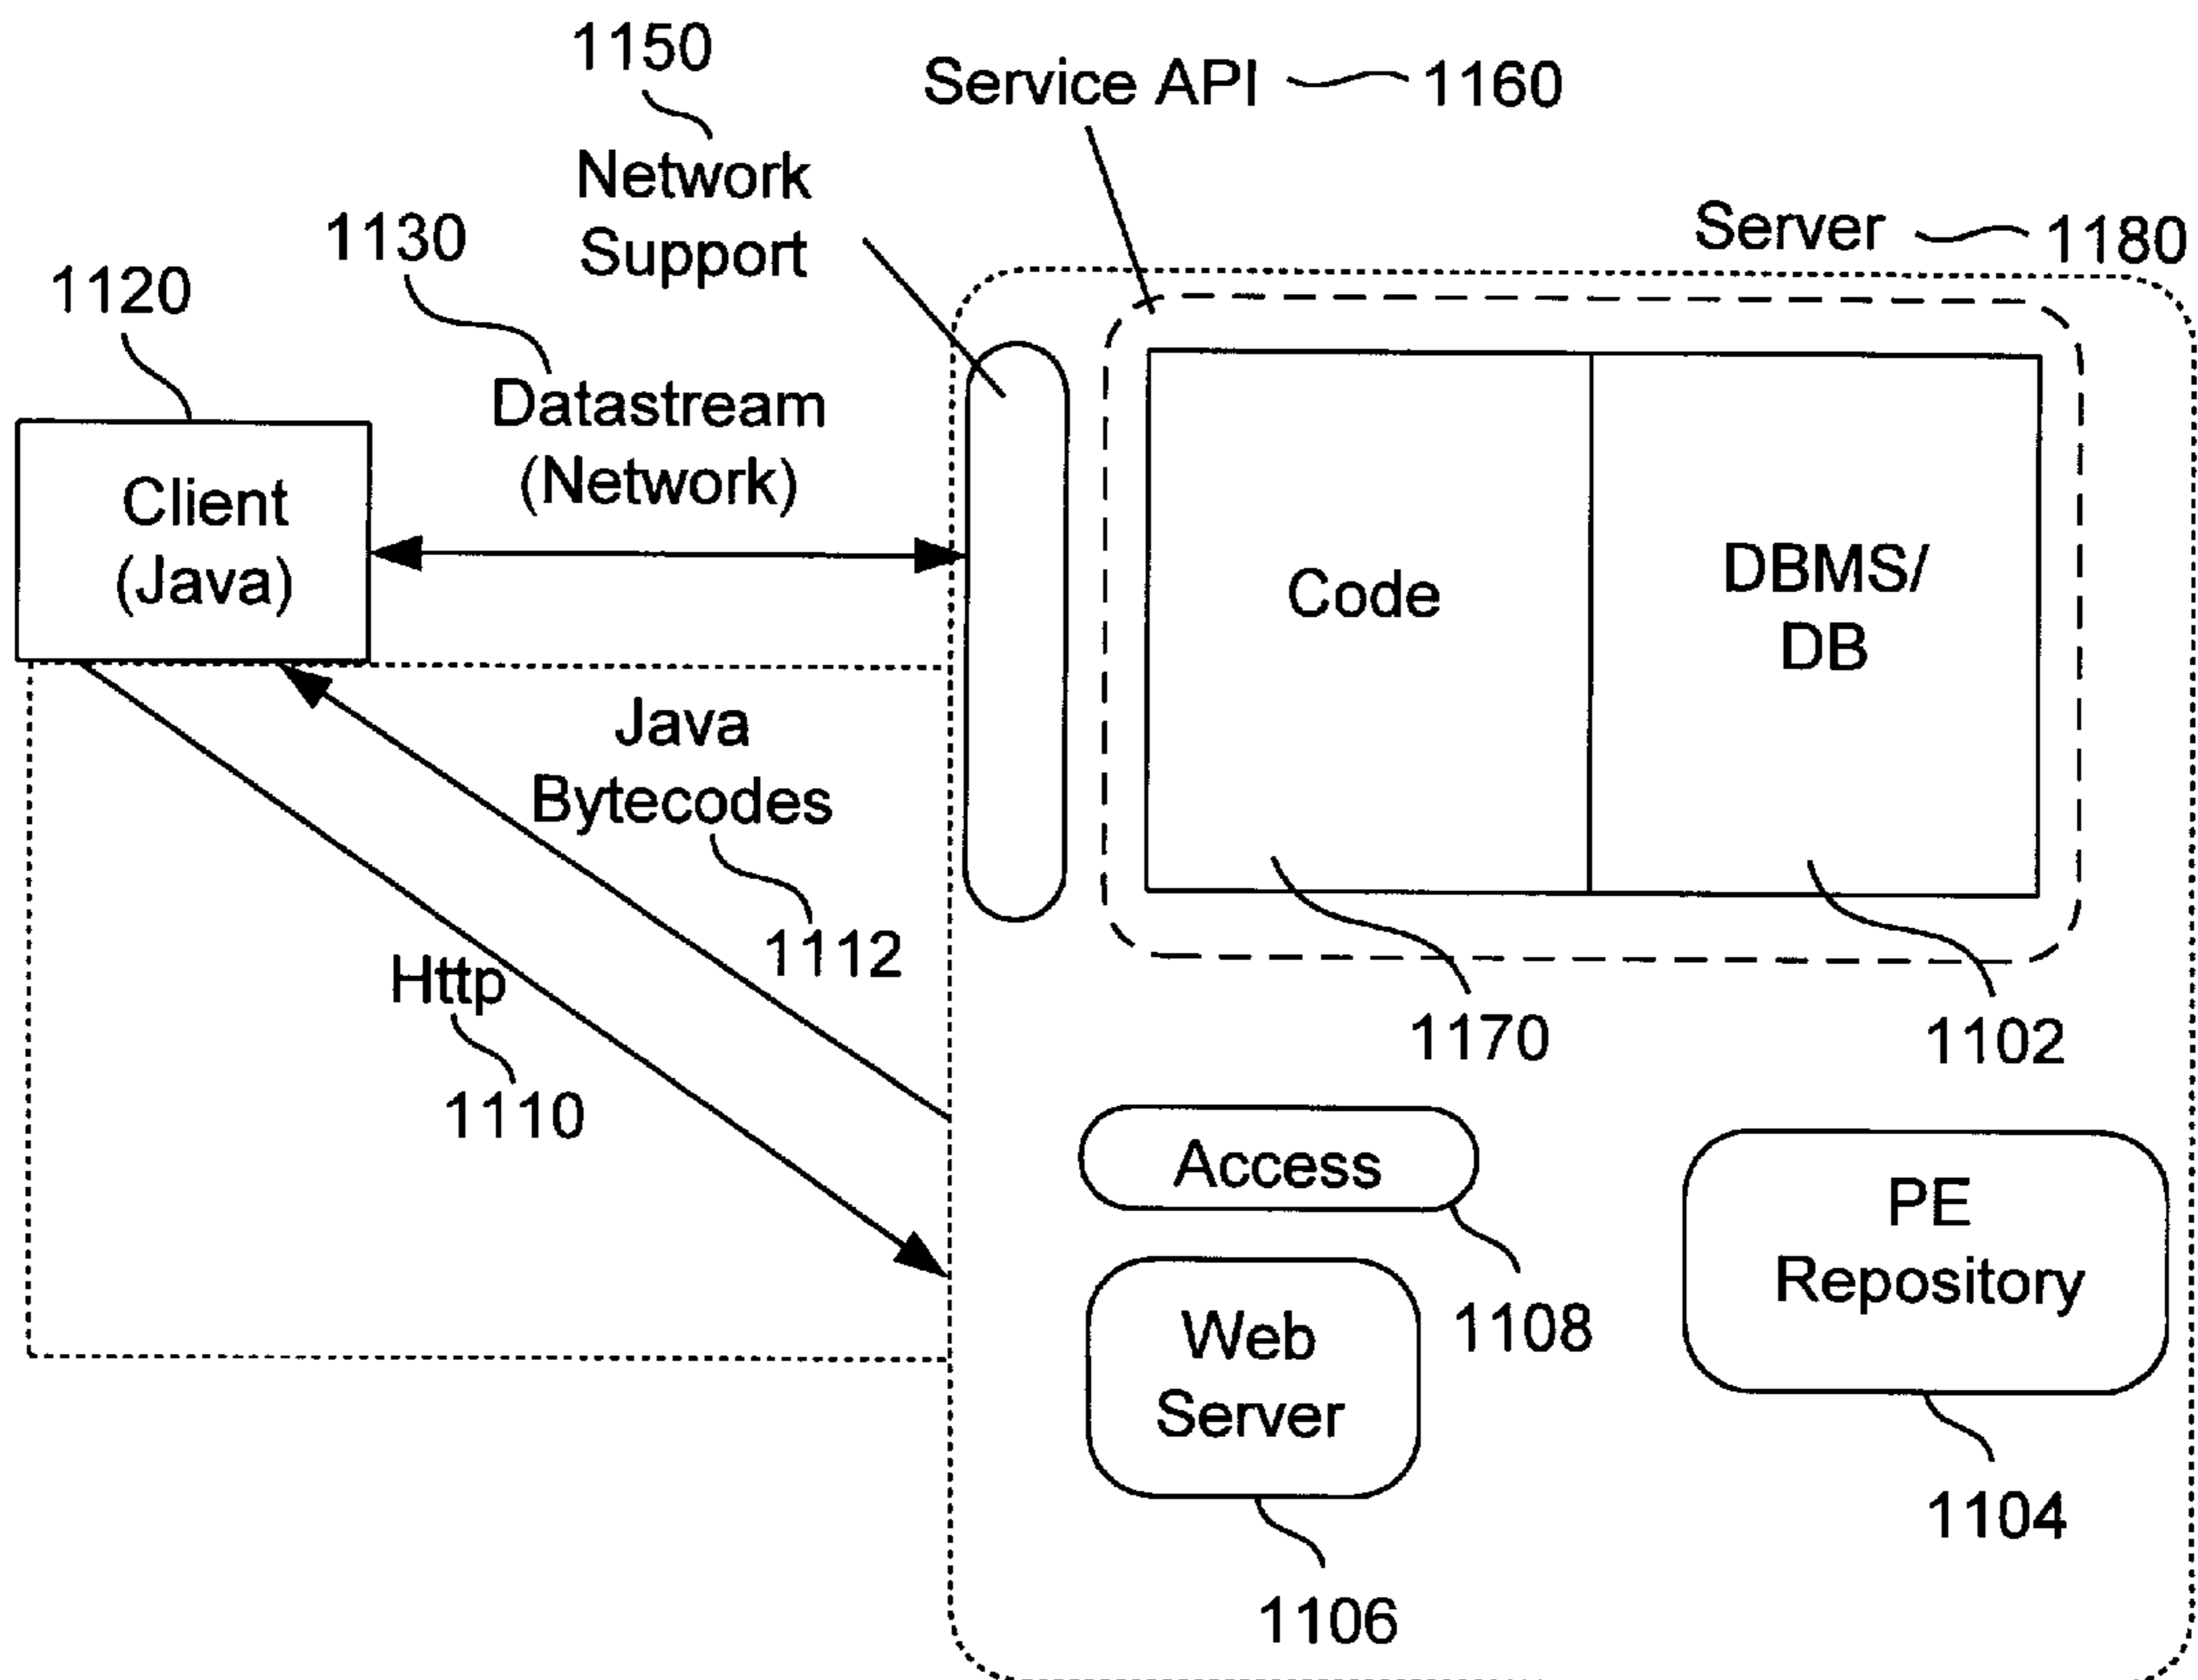 1150
Service API 1160
Network
Support
1130
Server 1180
1120
Datastream
(Network)
Client
(Java)
Code
DBMS/
DB
Java
Bytecodes
1112
Http
1110
1170
1102
Access
1108
PE
Repository
1104
Web
Server
1106